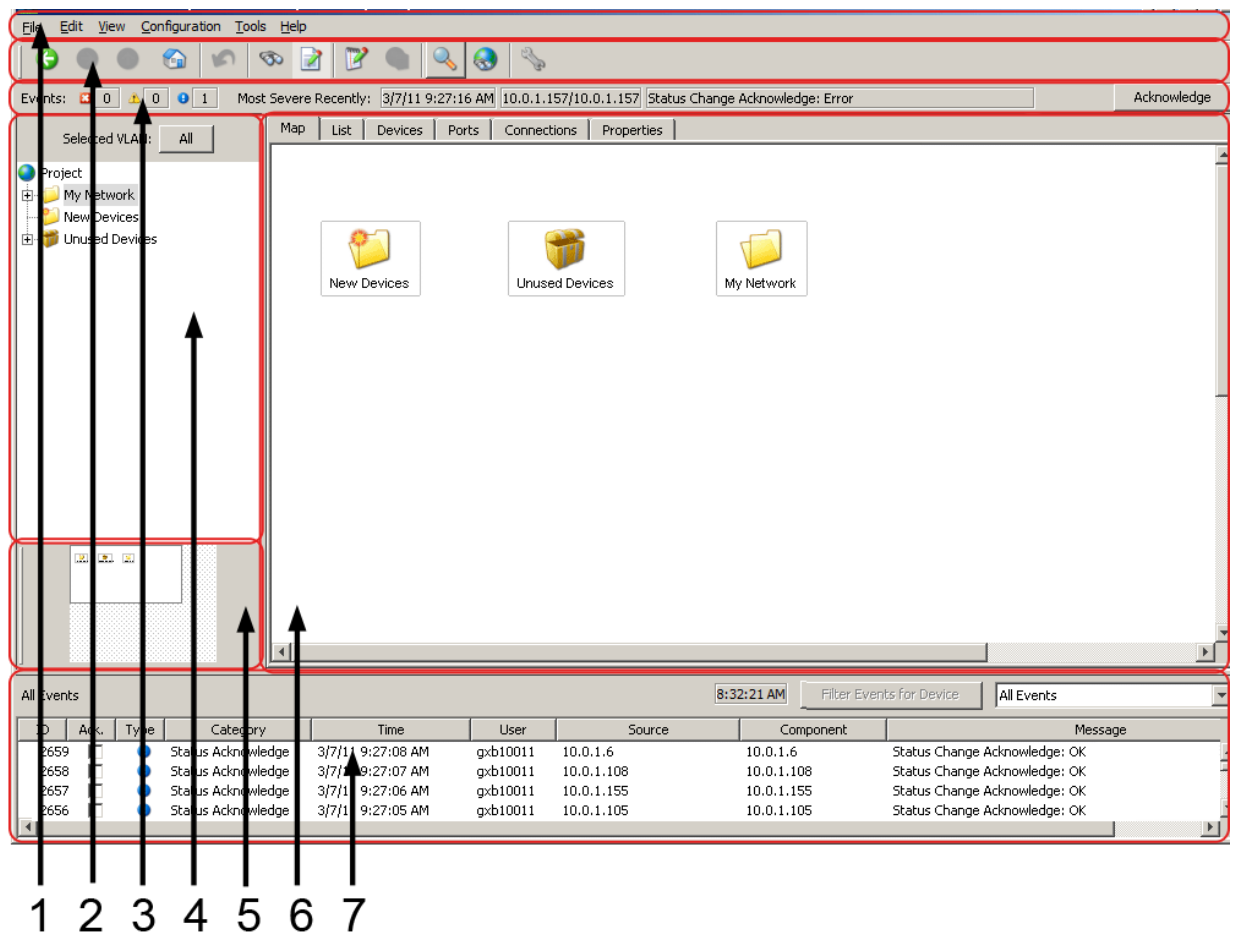 File Edit View Configuration Tools Help
Events: 0 0 1 Most Severe Recently: 3/7/11 9:27:16 AM 10.0.1.157/10.0.1.157 Status Change Acknowledge: Error Acknowledge
Selected VLAN: All
Map List Devices Ports Connections Properties
Project
My Network
New Devices
Unused Devices
New Devices Unused Devices My Network
All Events 8:32:21 AM Filter Events for Device All Events
ID Ack. Type Category Time User Source Component Message
2659 Status Acknowledge 3/7/11 9:27:08 AM gxb10011 10.0.1.6 10.0.1.6 Status Change Acknowledge: OK
2658 Status Acknowledge 3/7/11 9:27:07 AM gxb10011 10.0.1.108 10.0.1.108 Status Change Acknowledge: OK
2657 Status Acknowledge 3/7/11 9:27:06 AM gxb10011 10.0.1.155 10.0.1.155 Status Change Acknowledge: OK
2656 Status Acknowledge 3/7/11 9:27:05 AM gxb10011 10.0.1.105 10.0.1.105 Status Change Acknowledge: OK
1 2 3 4 5 6 7